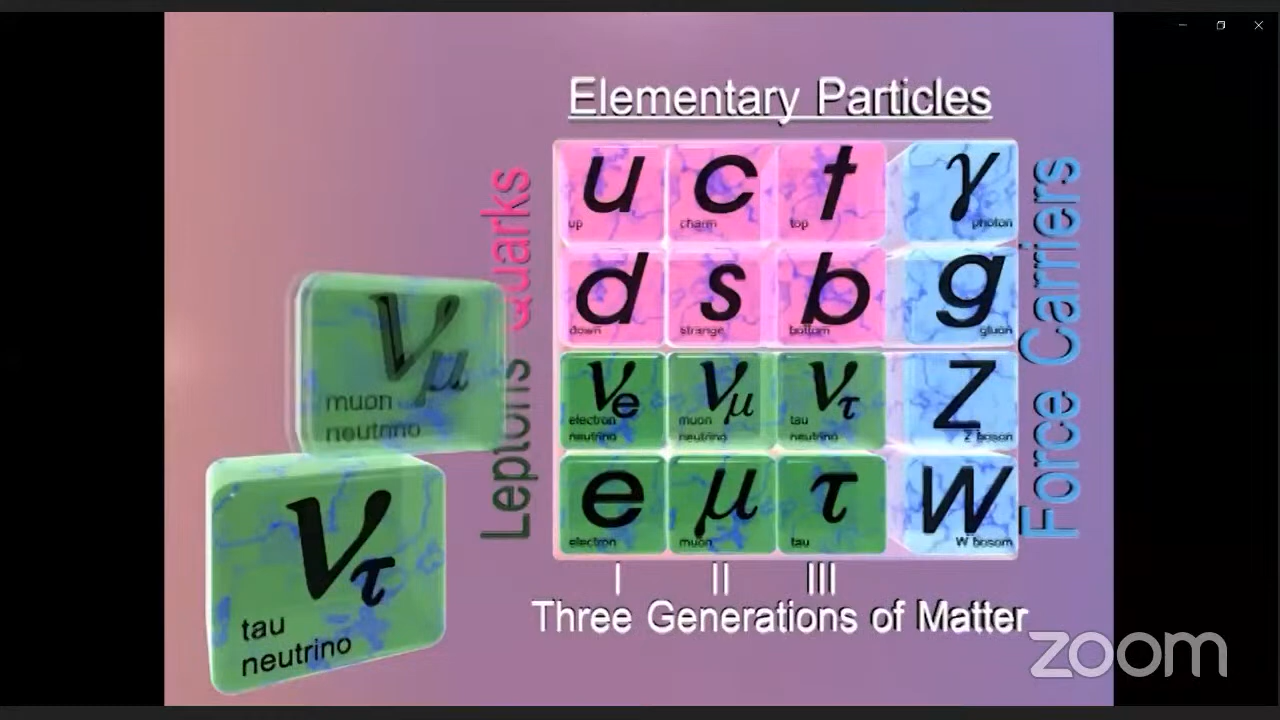 Elementary Particles
Quarks
Leptons
Force Carriers
u c t γ
up charm top photon
d s b g
down strange bottom gluon
νe νμ ντ Z
electron neutrino muon neutrino tau neutrino Z boson
e μ τ W
electron muon tau W boson
I II III
Three Generations of Matter
νμ
muon
neutrino
ντ
tau
neutrino
zoom